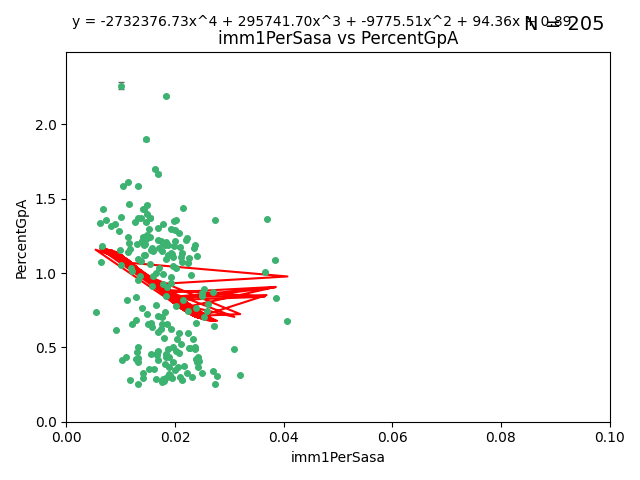 y = -2732376.73x^4 + 295741.70x^3 + -9775.51x^2 + 94.36x + 0.89
N = 205
imm1PerSasa vs PercentGpA
PercentGpA
2.0
1.5
1.0
0.5
0.0
0.00 0.02 0.04 0.06 0.08 0.10
imm1PerSasa